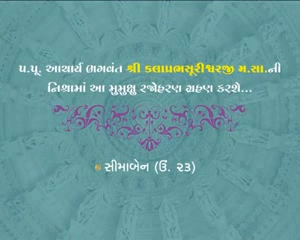 પ.પૂ. આચાર્ય ભગવંત શ્રી કલાપ્રભસૂરીશ્વરજી મ.સા.ની
નિશ્રામાં આ મુમુક્ષુ રજોહરણ ગ્રહણ કરશે...
સીમાબેન (ઉં. ૨૩)